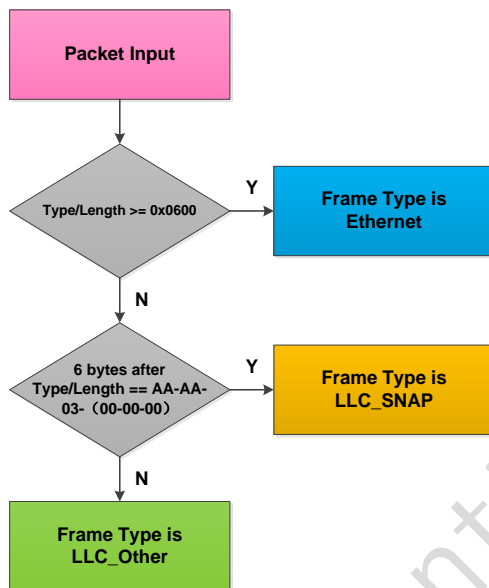 Packet Input
Type/Length >= 0x0600
Y
Frame Type is
Ethernet
N
6 bytes after
Type/Length == AA-AA-
03-（00-00-00）
Y
Frame Type is
LLC_SNAP
N
Frame Type is
LLC_Other